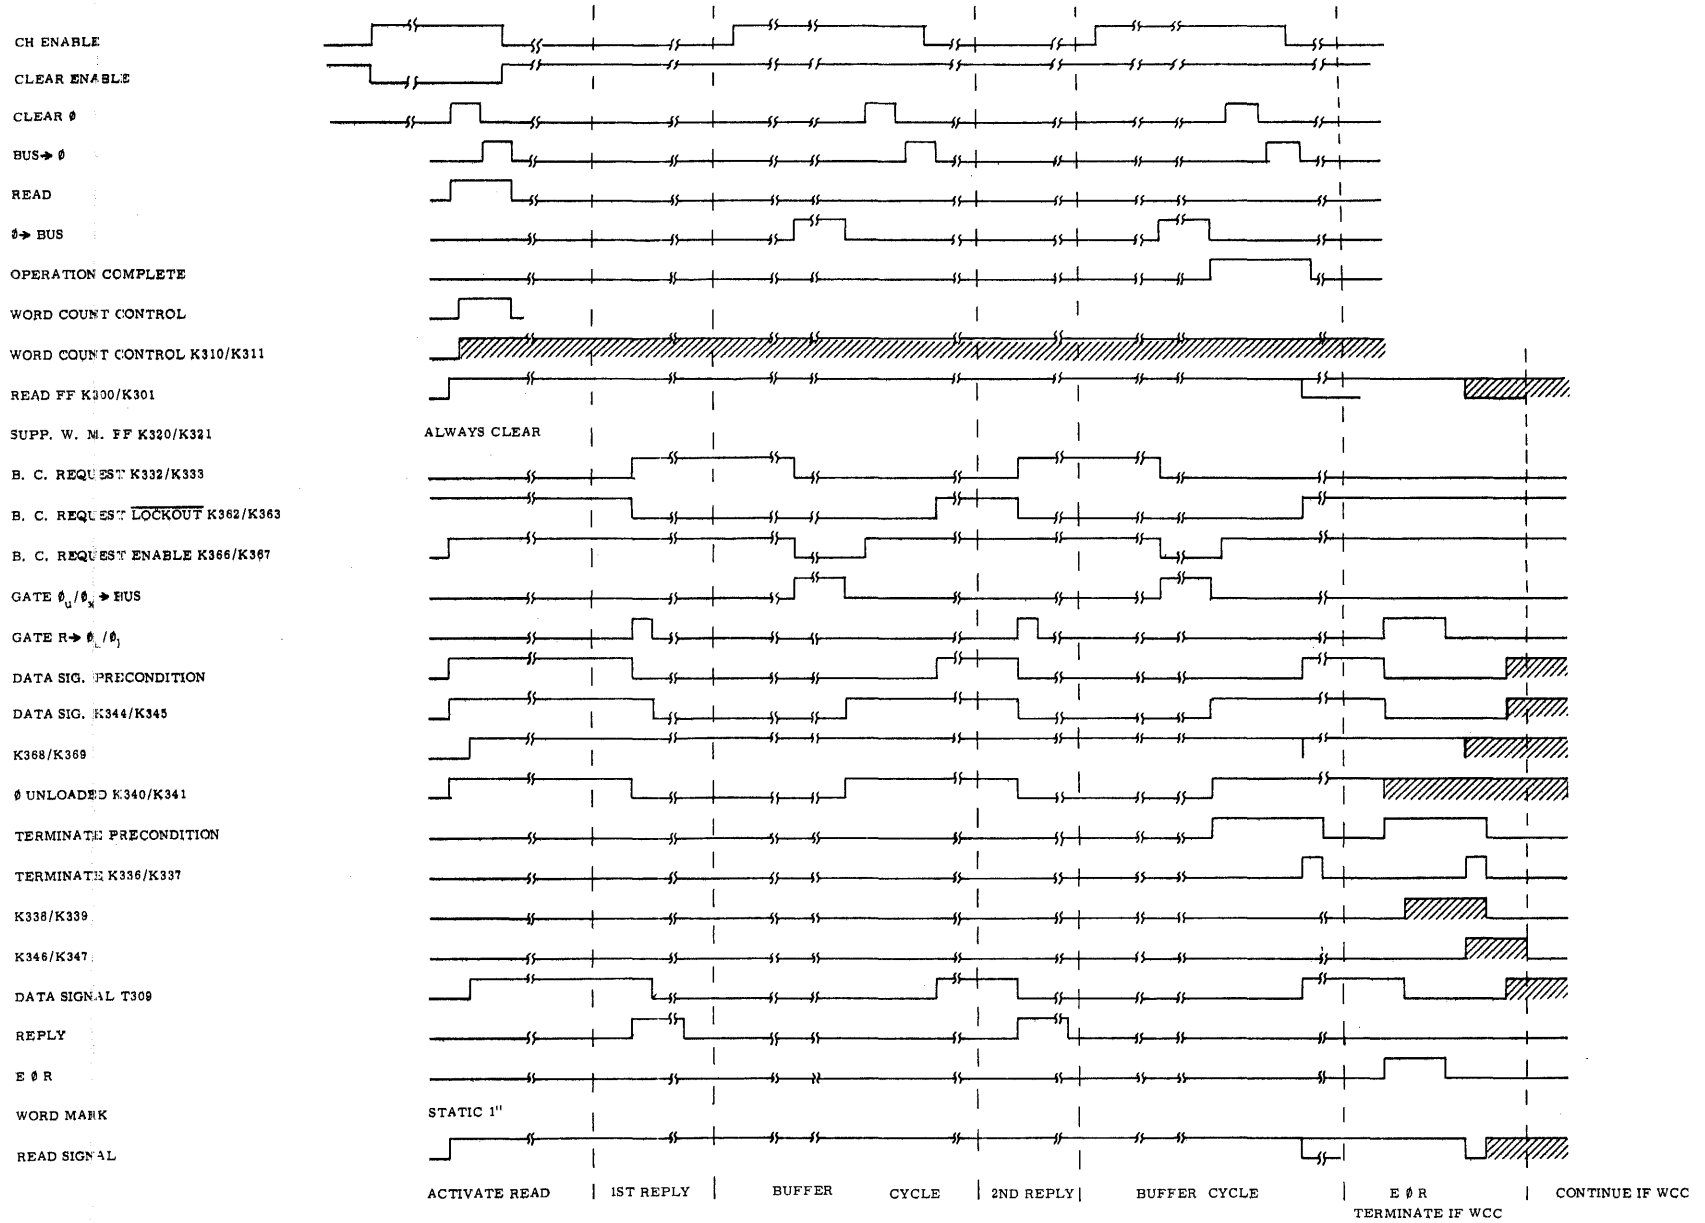 CH ENABLE
CLEAR ENABLE
CLEAR Ø
BUS→ Ø
READ
Ø→ BUS
OPERATION COMPLETE
WORD COUNT CONTROL
WORD COUNT CONTROL K310/K311
READ FF K300/K301
SUPP. W. M. FF K320/K321 ALWAYS CLEAR
B. C. REQUEST K332/K333
B. C. REQUEST LOCKOUT K362/K363
B. C. REQUEST ENABLE K366/K367
GATE Øu/Øx → BUS
GATE R→
DATA SIG. PRECONDITION
DATA SIG. K344/K345
K368/K369
Ø UNLOADED K340/K341
TERMINATE PRECONDITION
TERMINATE K336/K337
K338/K339
K346/K347
DATA SIGNAL T309
REPLY
E Ø R
WORD MARK STATIC 1"
READ SIGNAL
ACTIVATE READ 1ST REPLY BUFFER CYCLE 2ND REPLY BUFFER CYCLE E Ø R CONTINUE IF WCC
TERMINATE IF WCC